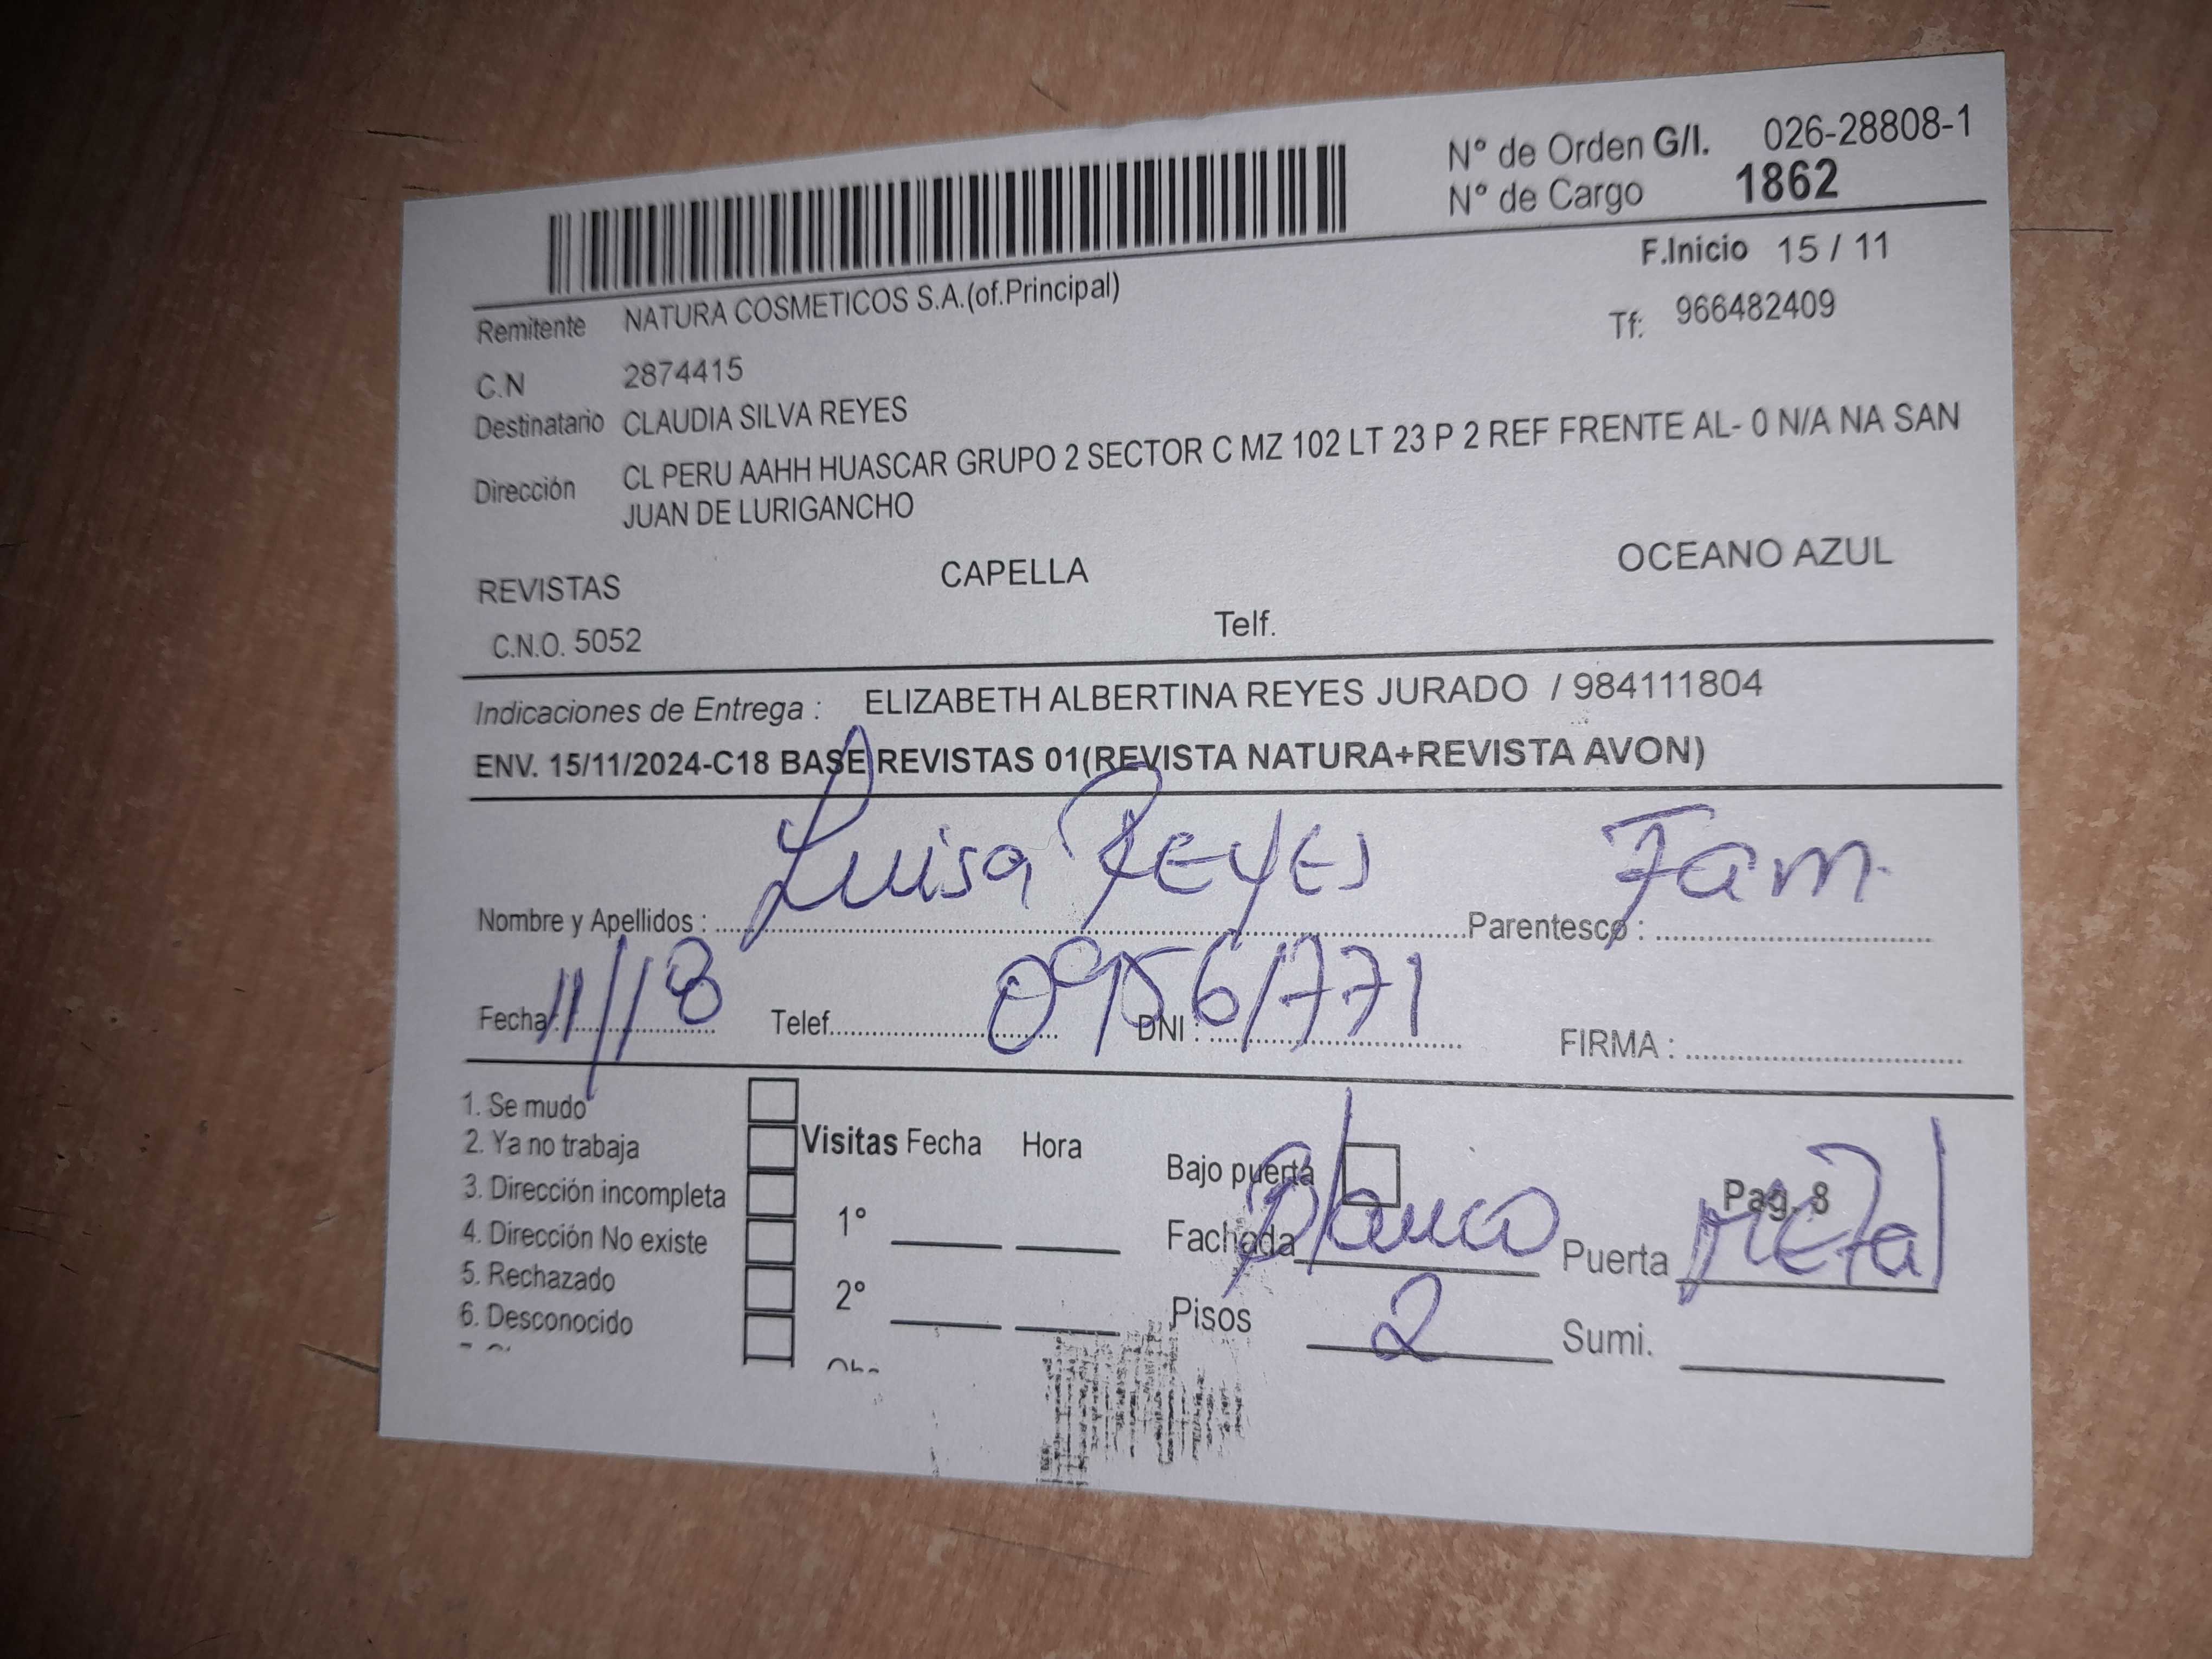 N° de Orden G/I. 026-28808-1
N° de Cargo 1862
F.Inicio 15 / 11
Remitente NATURA COSMETICOS S.A.(of.Principal)
Tf: 966482409
C.N 2874415
Destinatario CLAUDIA SILVA REYES
Dirección CL PERU AAHH HUASCAR GRUPO 2 SECTOR C MZ 102 LT 23 P 2 REF FRENTE AL- 0 N/A NA SAN
JUAN DE LURIGANCHO
REVISTAS CAPELLA OCEANO AZUL
C.N.O. 5052 Telf.
Indicaciones de Entrega : ELIZABETH ALBERTINA REYES JURADO / 984111804
ENV. 15/11/2024-C18 BASE REVISTAS 01(REVISTA NATURA+REVISTA AVON)
Nombre y Apellidos : Luisa Reyes Parentesco : Fam.
Fecha : 11/18 Telef. DNI : 09561771 FIRMA :
1. Se mudo
2. Ya no trabaja
3. Dirección incompleta
4. Dirección No existe
5. Rechazado
6. Desconocido
Visitas Fecha Hora
1°
2°
Bajo puerta Pag. 8
Fachada Blanco Puerta Metal
Pisos 2 Sumi.